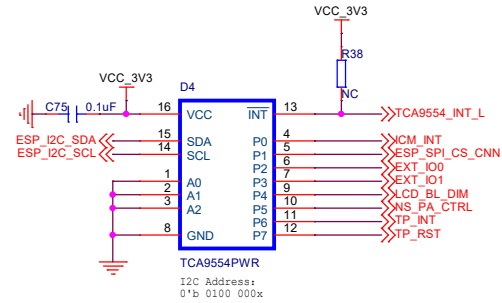 VCC_3V3
R38
VCC_3V3
D4
NC
C75 0.1uF
16 VCC INT 13 TCA9554_INT_L
ESP_I2C_SDA 15 SDA P0 4 ICM_INT
ESP_I2C_SCL 14 SCL P1 5 ESP_SPI_CS_CNN
P2 6 EXT_IO0
1 A0 P3 7 EXT_IO1
2 A1 P4 9 LCD_BL_DIM
3 A2 P5 10 NS_PA_CTRL
P6 11 TP_INT
8 GND P7 12 TP_RST
TCA9554PWR
I2C Address:
0'b 0100 000x